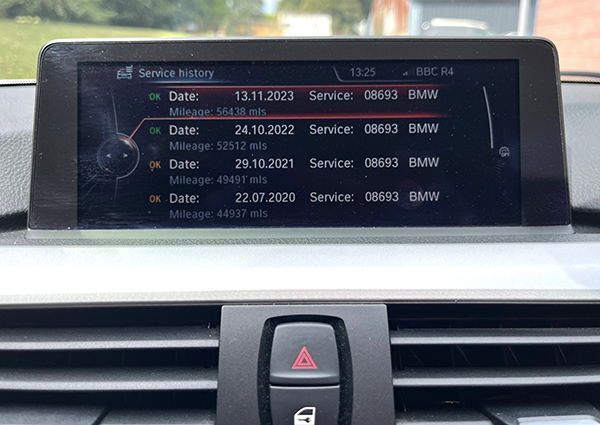 Service history 13:25 BBC R4
OK Date: 13.11.2023 Service: 08693 BMW
Mileage: 56438 mls
OK Date: 24.10.2022 Service: 08693 BMW
Mileage: 52512 mls
OK Date: 29.10.2021 Service: 08693 BMW
Mileage: 49491 mls
OK Date: 22.07.2020 Service: 08693 BMW
Mileage: 44937 mls